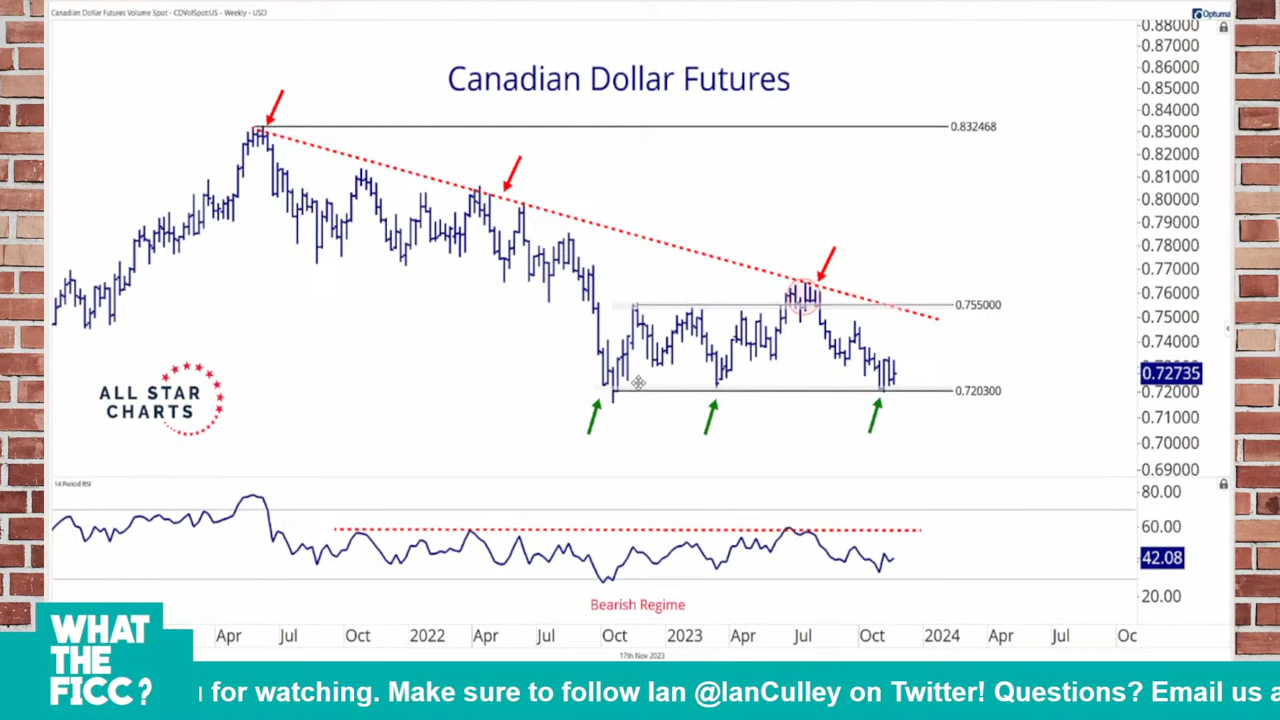 Canadian Dollar Futures Volume Spot - CDVolSpot:US - Weekly - USD
Optuma
Canadian Dollar Futures
0.88000
0.87000
0.86000
0.85000
0.84000
0.83000
0.82000
0.81000
0.80000
0.79000
0.78000
0.77000
0.76000
0.75000
0.74000
0.72735
0.72000
0.71000
0.70000
0.69000
0.832468
0.755000
0.720300
ALL STAR
CHARTS
14 Period RSI
80.00
60.00
42.08
20.00
Bearish Regime
Apr Jul Oct 2022 Apr Jul Oct 2023 Apr Jul Oct 2024 Apr Jul Oc
17th Nov 2023
WHAT
THE
FICC?
for watching. Make sure to follow Ian @IanCulley on Twitter! Questions? Email us a